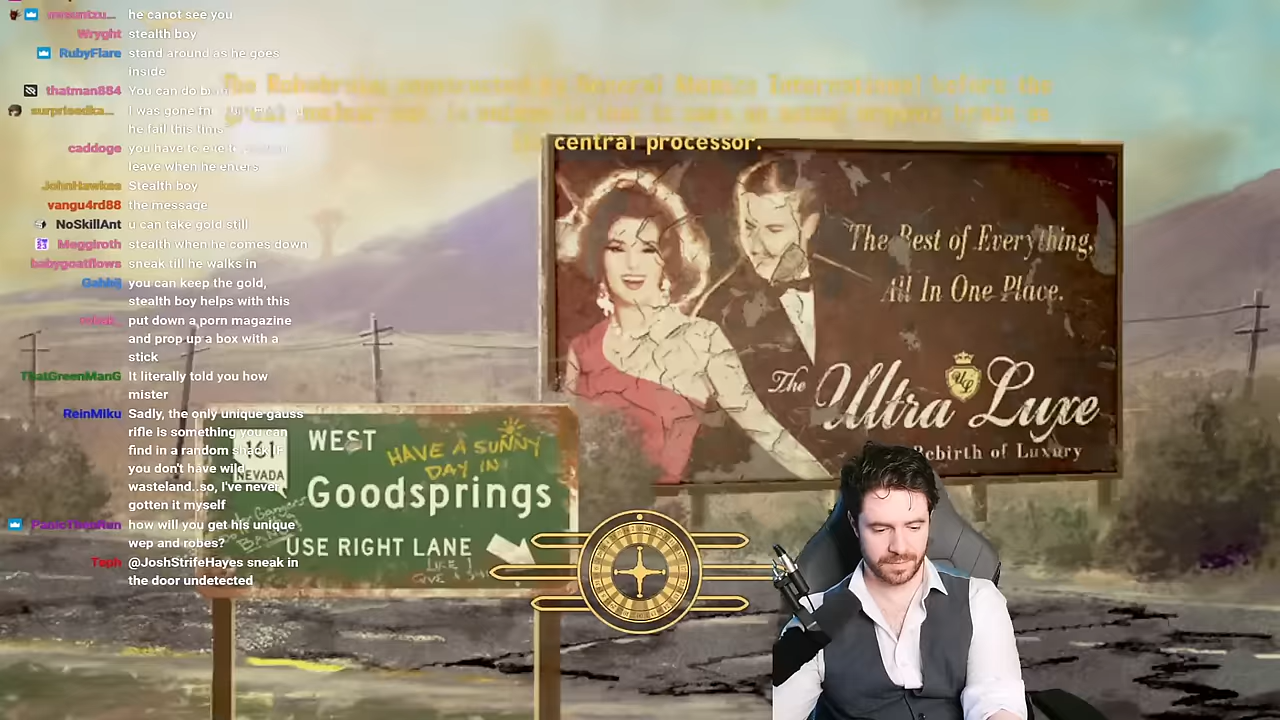 he canot see you
Wryght stealth boy
RubyFlare stand around as he goes
inside
thatman884 You can do
I was gone
he fail this time
caddoge you have to
leave when he enters
JohnHawkes Stealth boy
vangu4rd88 the message
NoSkillAnt u can take gold still
Meggiroth stealth when he comes down
babygoatflows sneak till he walks in
you can keep the gold,
stealth boy helps with this
put down a porn magazine
and prop up a box with a
stick
ThatGreenManG It literally told you how
mister
ReinMiku Sadly, the only unique gauss
rifle Is something you can
find in a random shack
you don't have wild
wasteland..so, I've never
gotten it myself
how will you get his unique
wep and robes?
Toph @JoshStrifeHayes sneak in
the door undetected
central processor.
The Best of Everything,
All In One Place.
The Ultra Luxe
UL
Rebirth of Luxury
WEST
HAVE A SUNNY
DAY IN
161
NEVADA
Goodsprings
USE RIGHT LANE